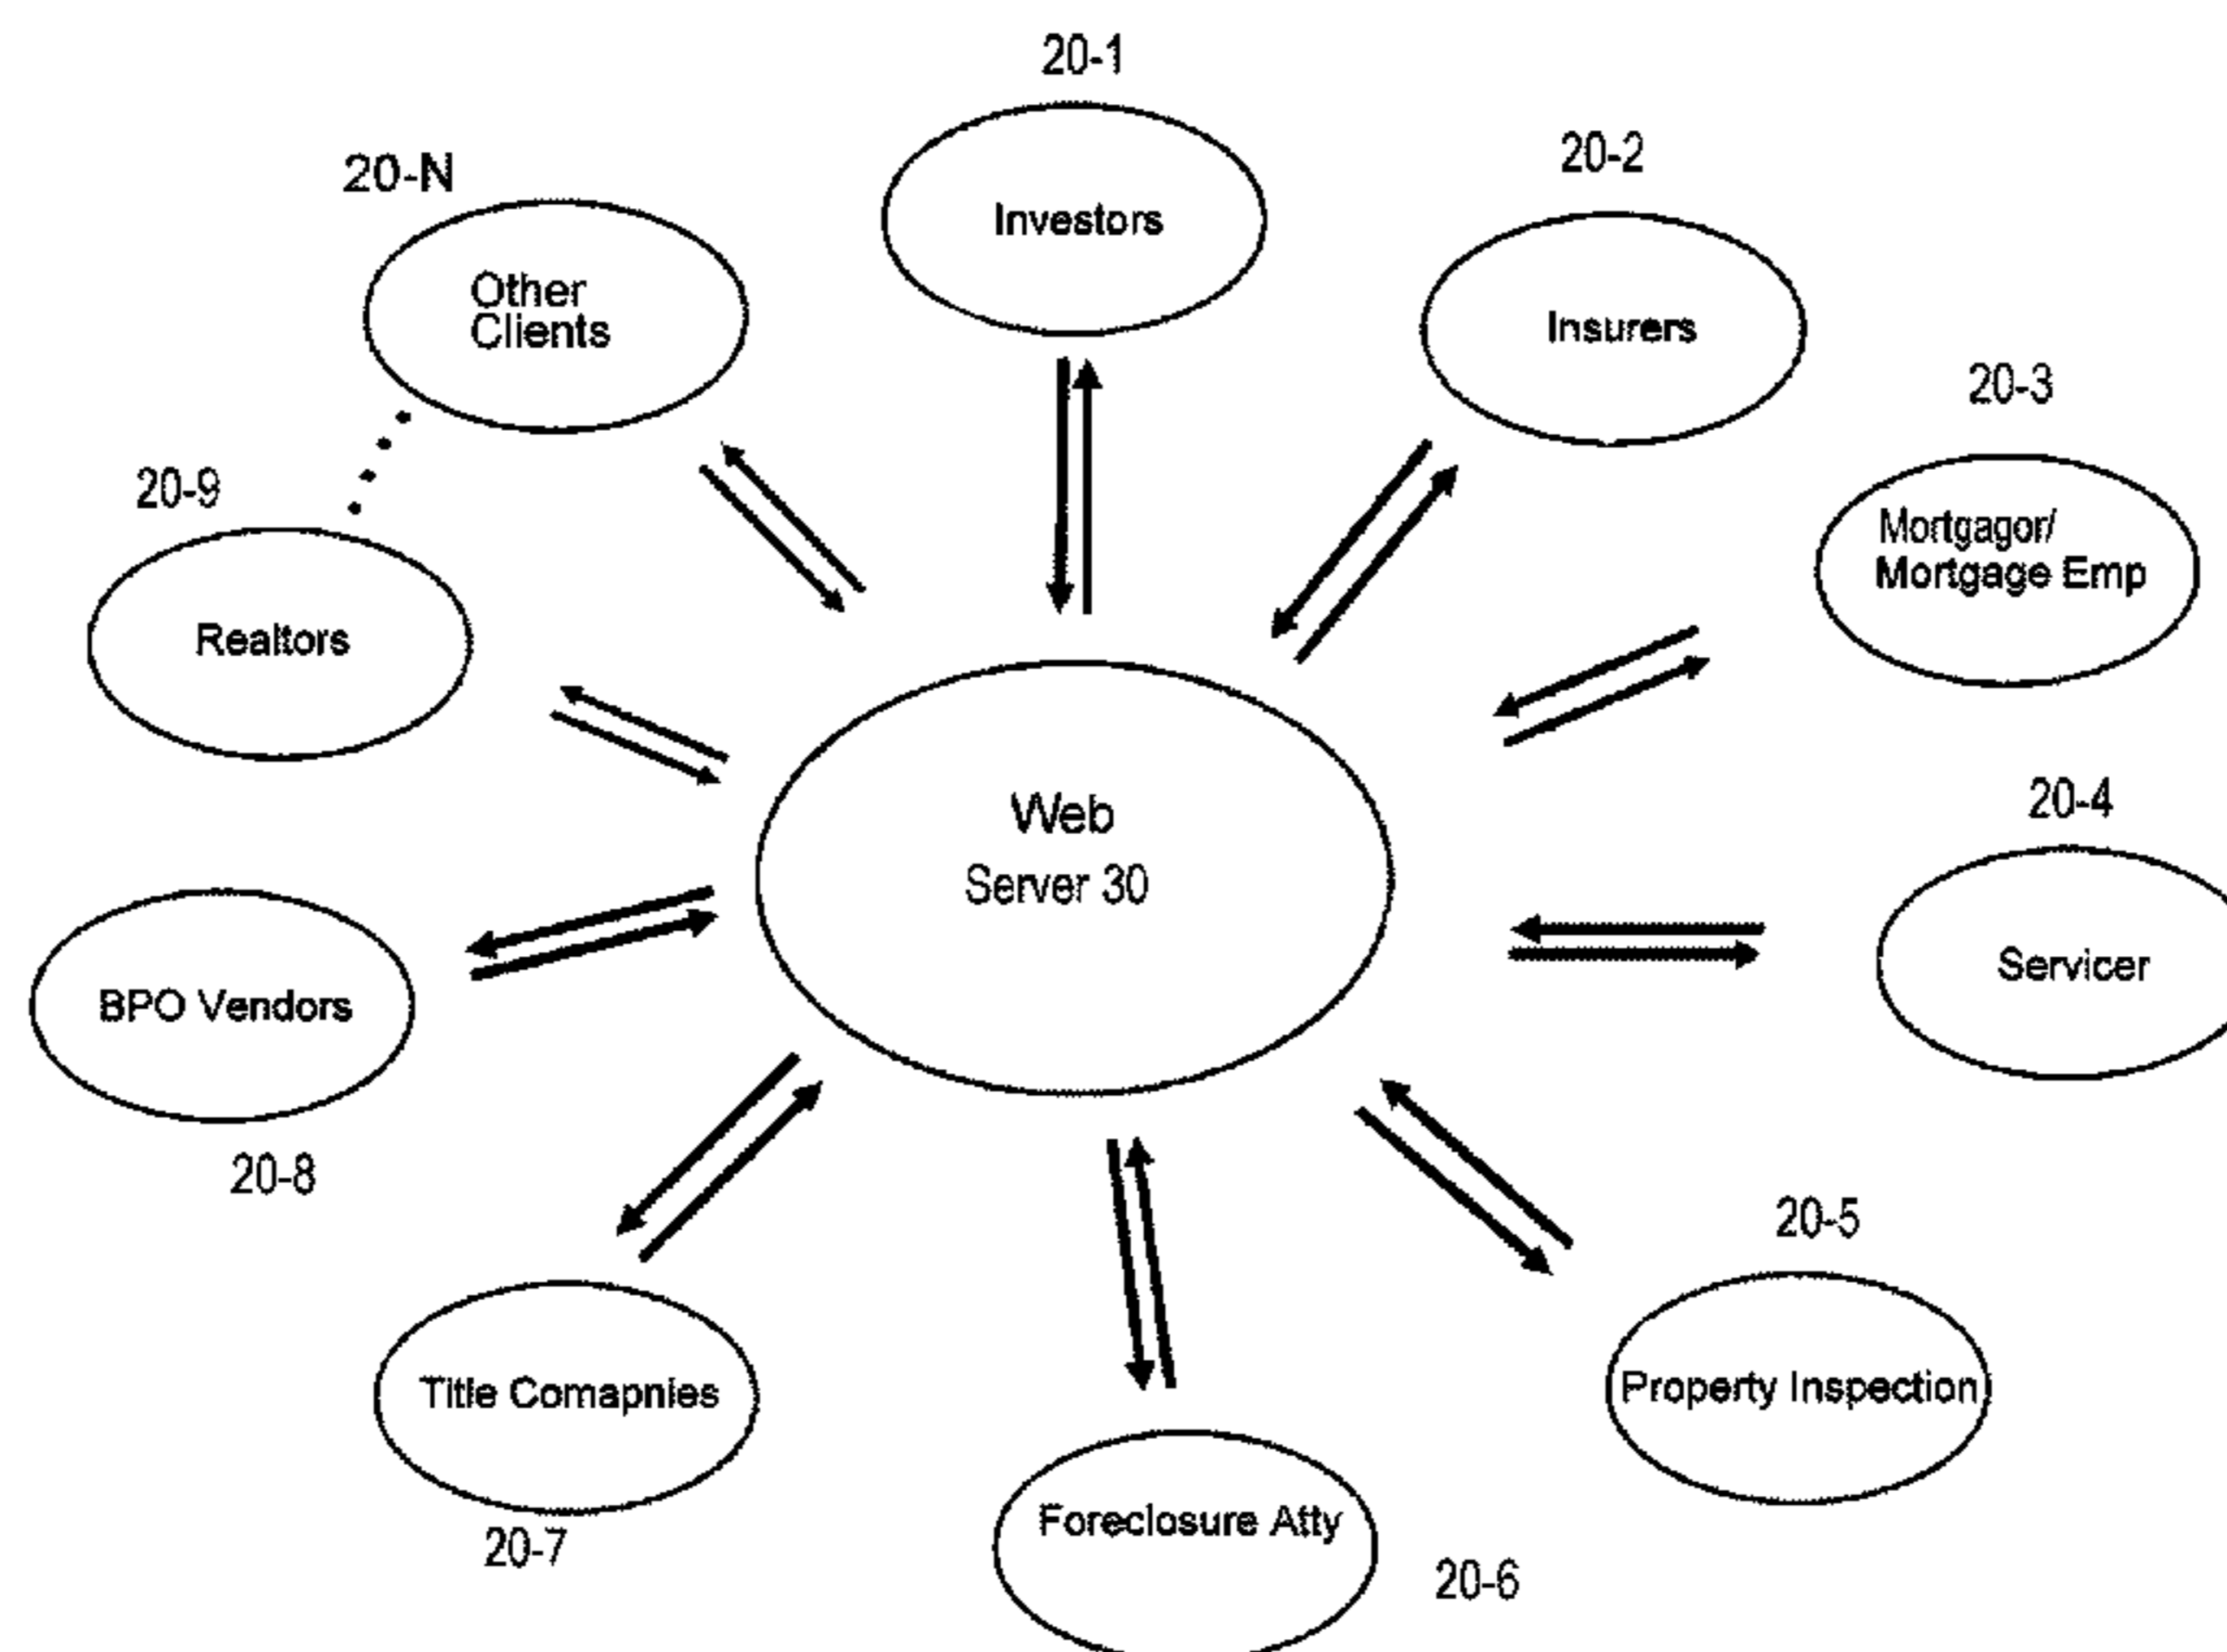 20-1
Investors
20-2
Insurers
20-3
Mortgagor/
Mortgage Emp
20-4
Servicer
20-5
Property Inspection
20-6
Foreclosure Atty
20-7
Title Comapnies
20-8
BPO Vendors
20-9
Realtors
20-N
Other
Clients
Web
Server 30